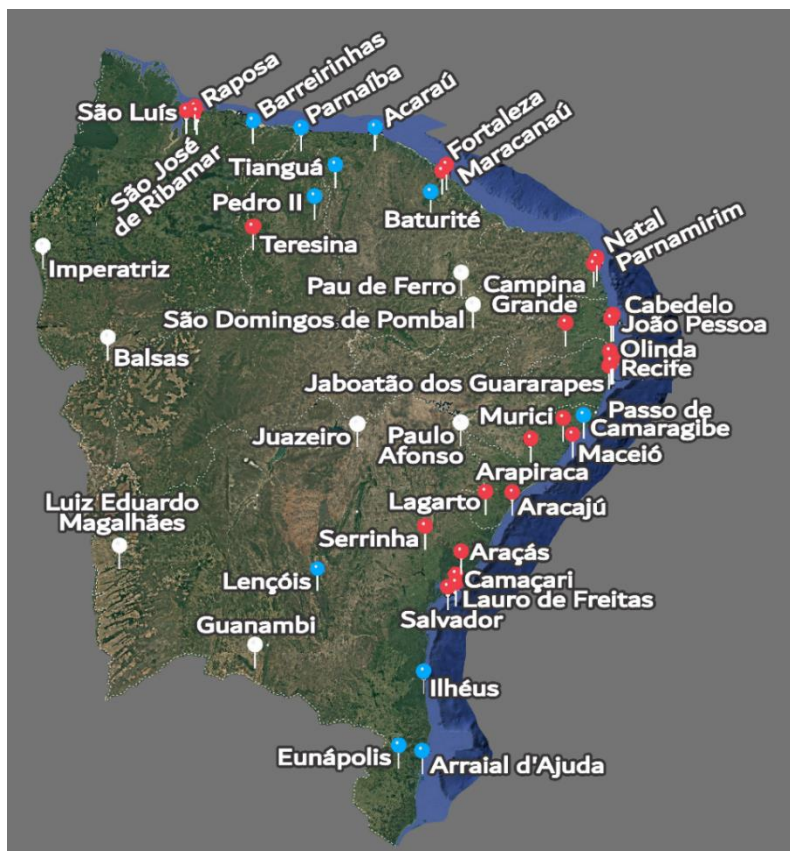 Raposa
São Luís
São José
de Ribamar
Barreirinhas
Parnaíba
Acaraú
Fortaleza
Maracanaú
Tianguá
Pedro II
Baturité
Teresina
Natal
Parnamirim
Imperatriz
Pau de Ferro
Campina
Grande
São Domingos de Pombal
Cabedelo
João Pessoa
Balsas
Olinda
Recife
Jaboatão dos Guararapes
Juazeiro
Paulo
Afonso
Murici
Passo de
Camaragibe
Maceió
Arapiraca
Luiz Eduardo
Magalhães
Lagarto
Aracajú
Serrinha
Araçás
Lençóis
Camaçari
Lauro de Freitas
Salvador
Guanambi
Ilhéus
Eunápolis
Arraial d'Ajuda